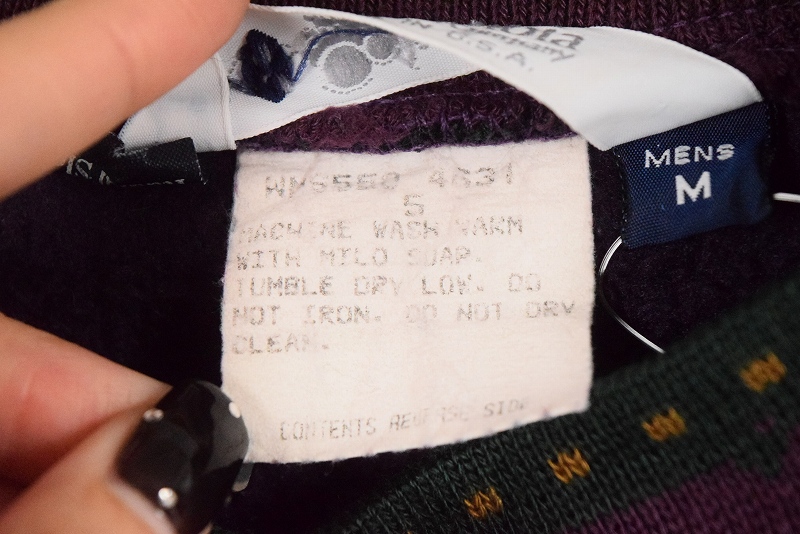 U.S.A.
MENS
M
4631
5
MACHINE WASH WARM
WITH MILD SOAP.
TUMBLE DRY LOW. DO
NOT IRON. DO NOT DRY
CLEAN.
CONTENTS REVERSE SIDE